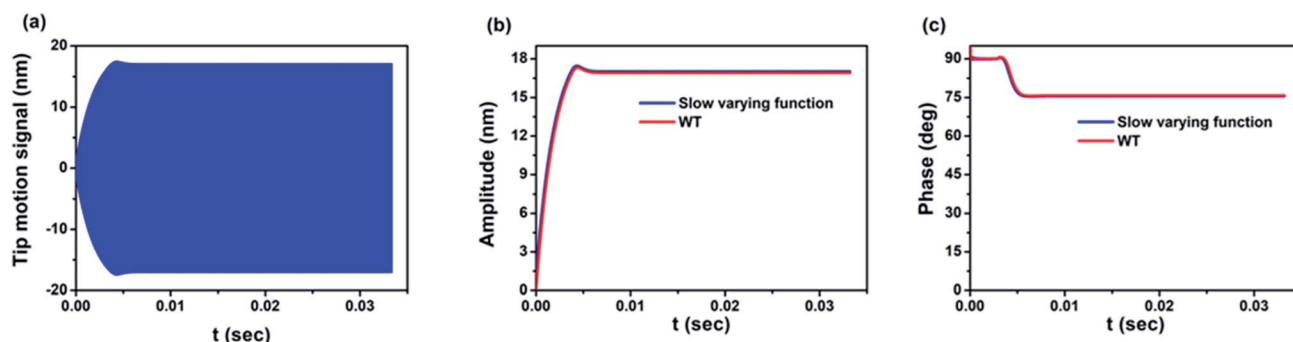 (a)
Tip motion signal (nm)
20
10
0
-10
-20
0.00 0.01 0.02 0.03
t (sec)
(b)
Amplitude (nm)
18
15
12
9
6
3
0
Slow varying function
WT
0.00 0.01 0.02 0.03
t (sec)
(c)
Phase (deg)
90
75
60
45
30
15
0
Slow varying function
WT
0.00 0.01 0.02 0.03
t (sec)